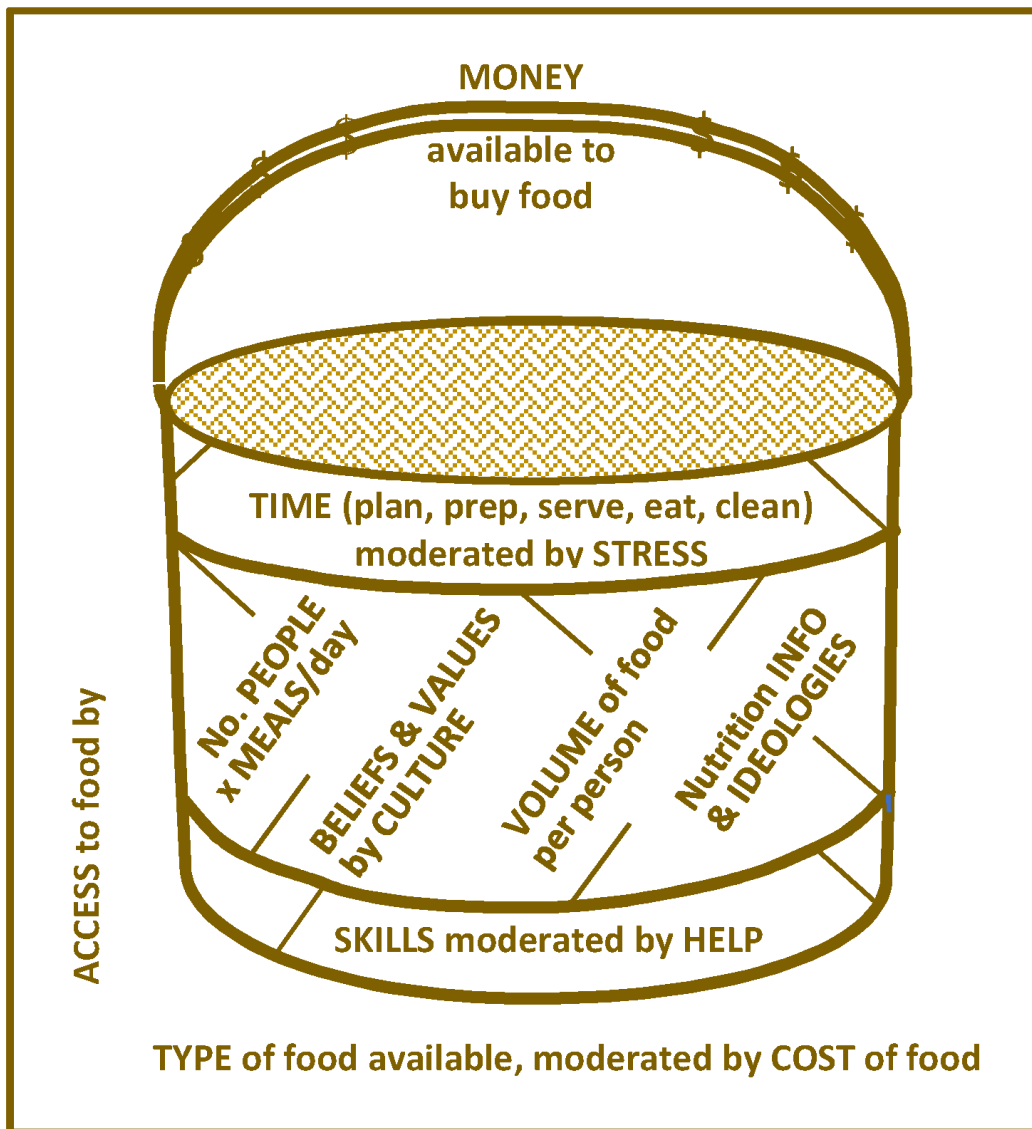 MONEY
available to
buy food
$ $ $ $ $ $
TIME (plan, prep, serve, eat, clean)
moderated by STRESS
No. PEOPLE
x MEALS/day
BELIEFS & VALUES
by CULTURE
VOLUME of food
per person
Nutrition INFO
& IDEOLOGIES
SKILLS moderated by HELP
ACCESS to food by
TYPE of food available, moderated by COST of food